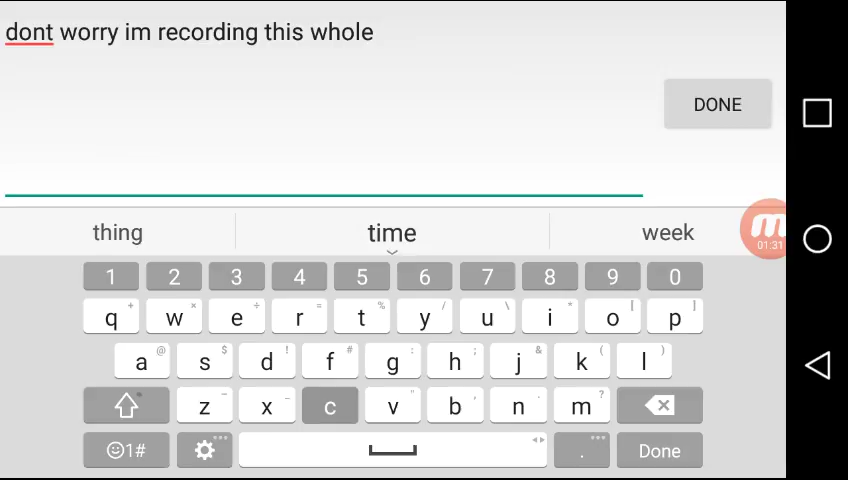 dont worry im recording this whole
DONE
thing time week
01:31
1 2 3 4 5 6 7 8 9 0
q w e r t y u i o p
a s d f g h j k l
z x c v b n m
1# . Done